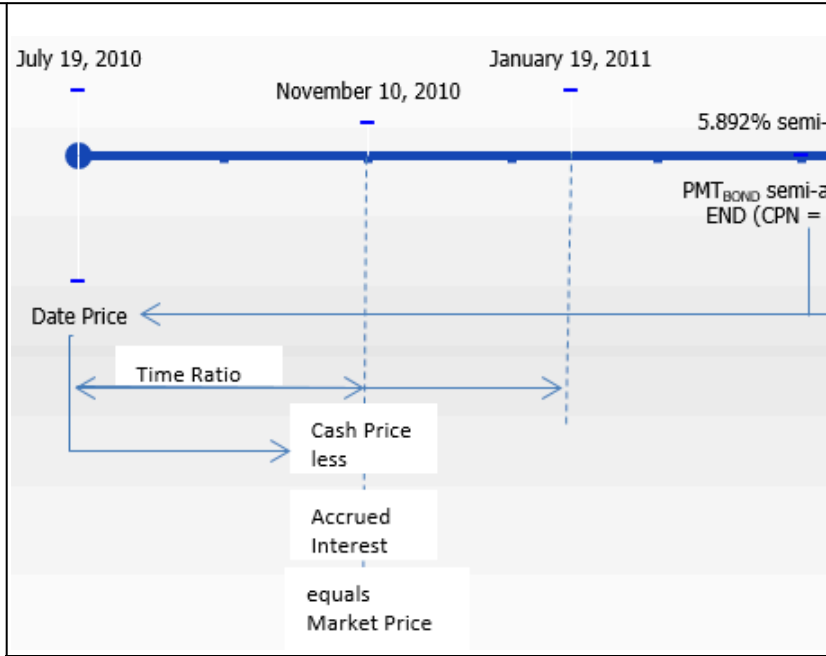 July 19, 2010
January 19, 2011
November 10, 2010
5.892% semi-
PMT_BOND semi-a
END (CPN =
Date Price
Time Ratio
Cash Price
less
Accrued
Interest
equals
Market Price